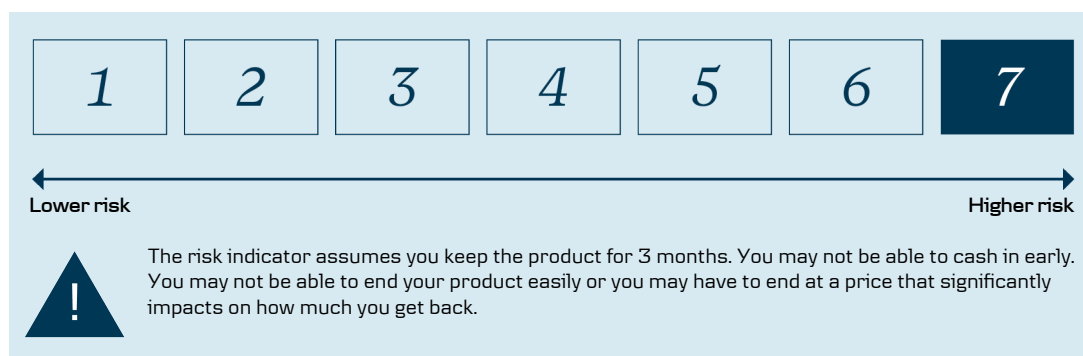 1 2 3 4 5 6 7
Lower risk Higher risk
The risk indicator assumes you keep the product for 3 months. You may not be able to cash in early.
You may not be able to end your product easily or you may have to end at a price that significantly
impacts on how much you get back.
!